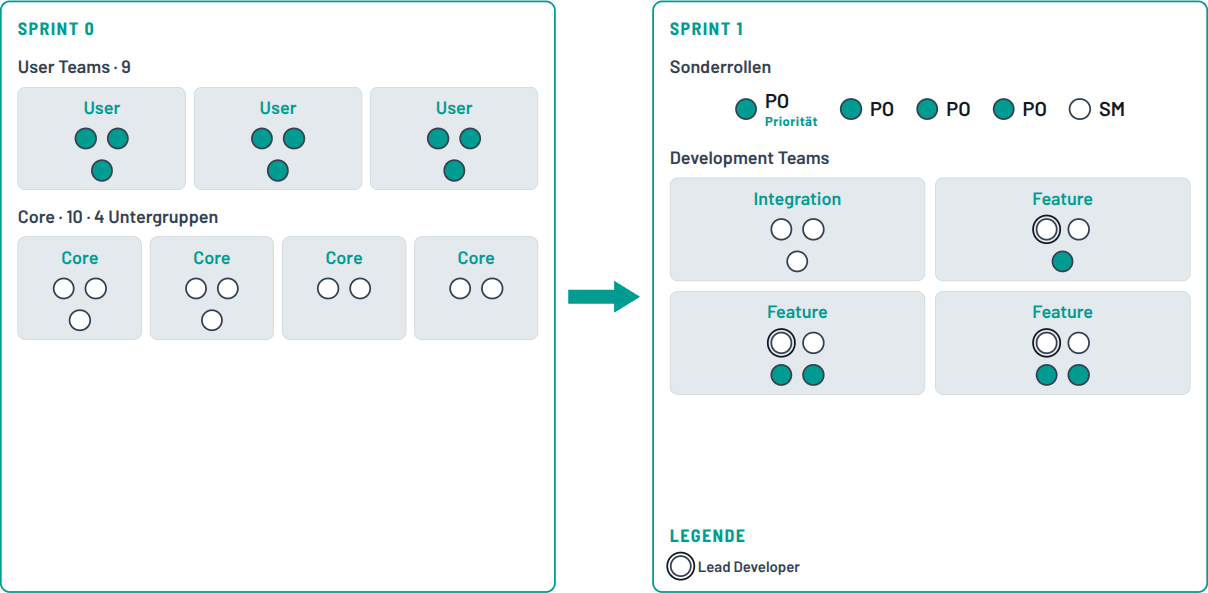 SPRINT 0
User Teams · 9
User
User
User
Core · 10 · 4 Untergruppen
Core
Core
Core
Core
SPRINT 1
Sonderrollen
PO
Priorität
PO
PO
PO
SM
Development Teams
Integration
Feature
Feature
Feature
LEGENDE
Lead Developer